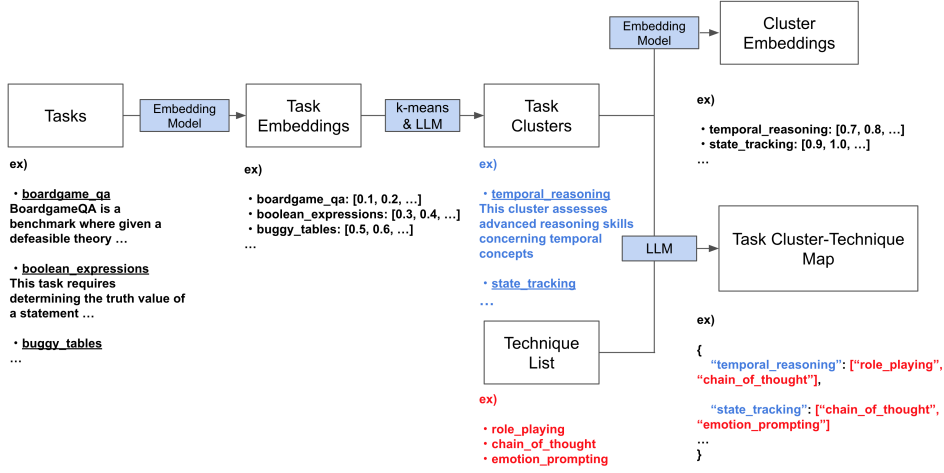 Embedding
Model
Cluster
Embeddings
Tasks
Embedding
Model
Task
Embeddings
k-means
& LLM
Task
Clusters
ex)
・temporal_reasoning: [0.7, 0.8, …]
・state_tracking: [0.9, 1.0, …]
…
ex)
・boardgame_qa
BoardgameQA is a
benchmark where given a
defeasible theory …
・boolean_expressions
This task requires
determining the truth value of
a statement …
・buggy_tables
…
ex)
・boardgame_qa: [0.1, 0.2, …]
・boolean_expressions: [0.3, 0.4, …]
・buggy_tables: [0.5, 0.6, …]
…
ex)
・temporal_reasoning
This cluster assesses
advanced reasoning skills
concerning temporal
concepts
・state_tracking
…
LLM
Task Cluster-Technique
Map
Technique
List
ex)
・role_playing
・chain_of_thought
・emotion_prompting
ex)
{
“temporal_reasoning”: [“role_playing”,
“chain_of_thought”],
“state_tracking”: [“chain_of_thought”,
“emotion_prompting”]
…
}